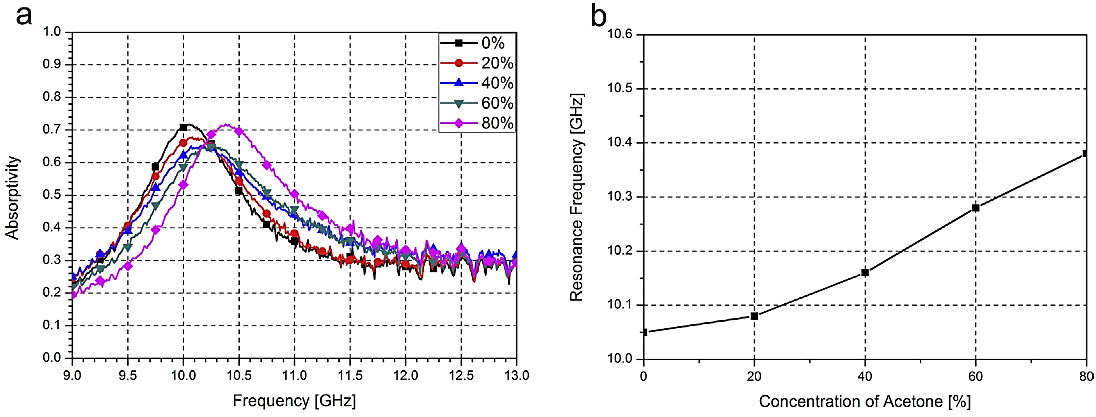 a
1.0
0.9
0.8
0.7
0.6
0.5
0.4
0.3
0.2
0.1
0.0
Absorptivity
9.0 9.5 10.0 10.5 11.0 11.5 12.0 12.5 13.0
Frequency [GHz]
0%
20%
40%
60%
80%
b
10.6
10.5
10.4
10.3
10.2
10.1
10.0
Resonance Frequency [GHz]
0 20 40 60 80
Concentration of Acetone [%]